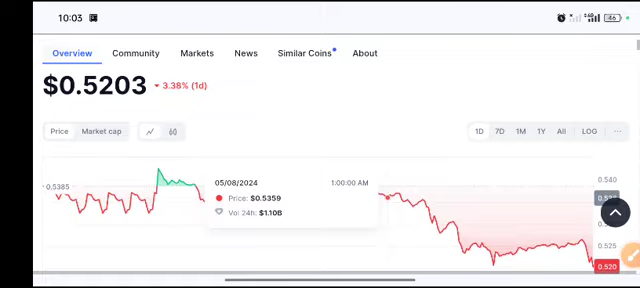 10:03
46
Overview Community Markets News Similar Coins About
$0.5203 3.38% (1d)
Price Market cap LOG 1D 7D 1M 1Y All LOG ...
0.5385
05/08/2024 1:00:00 AM
Price: $0.5359
Vol 24h: $1.10B
0.540
0.525
0.520